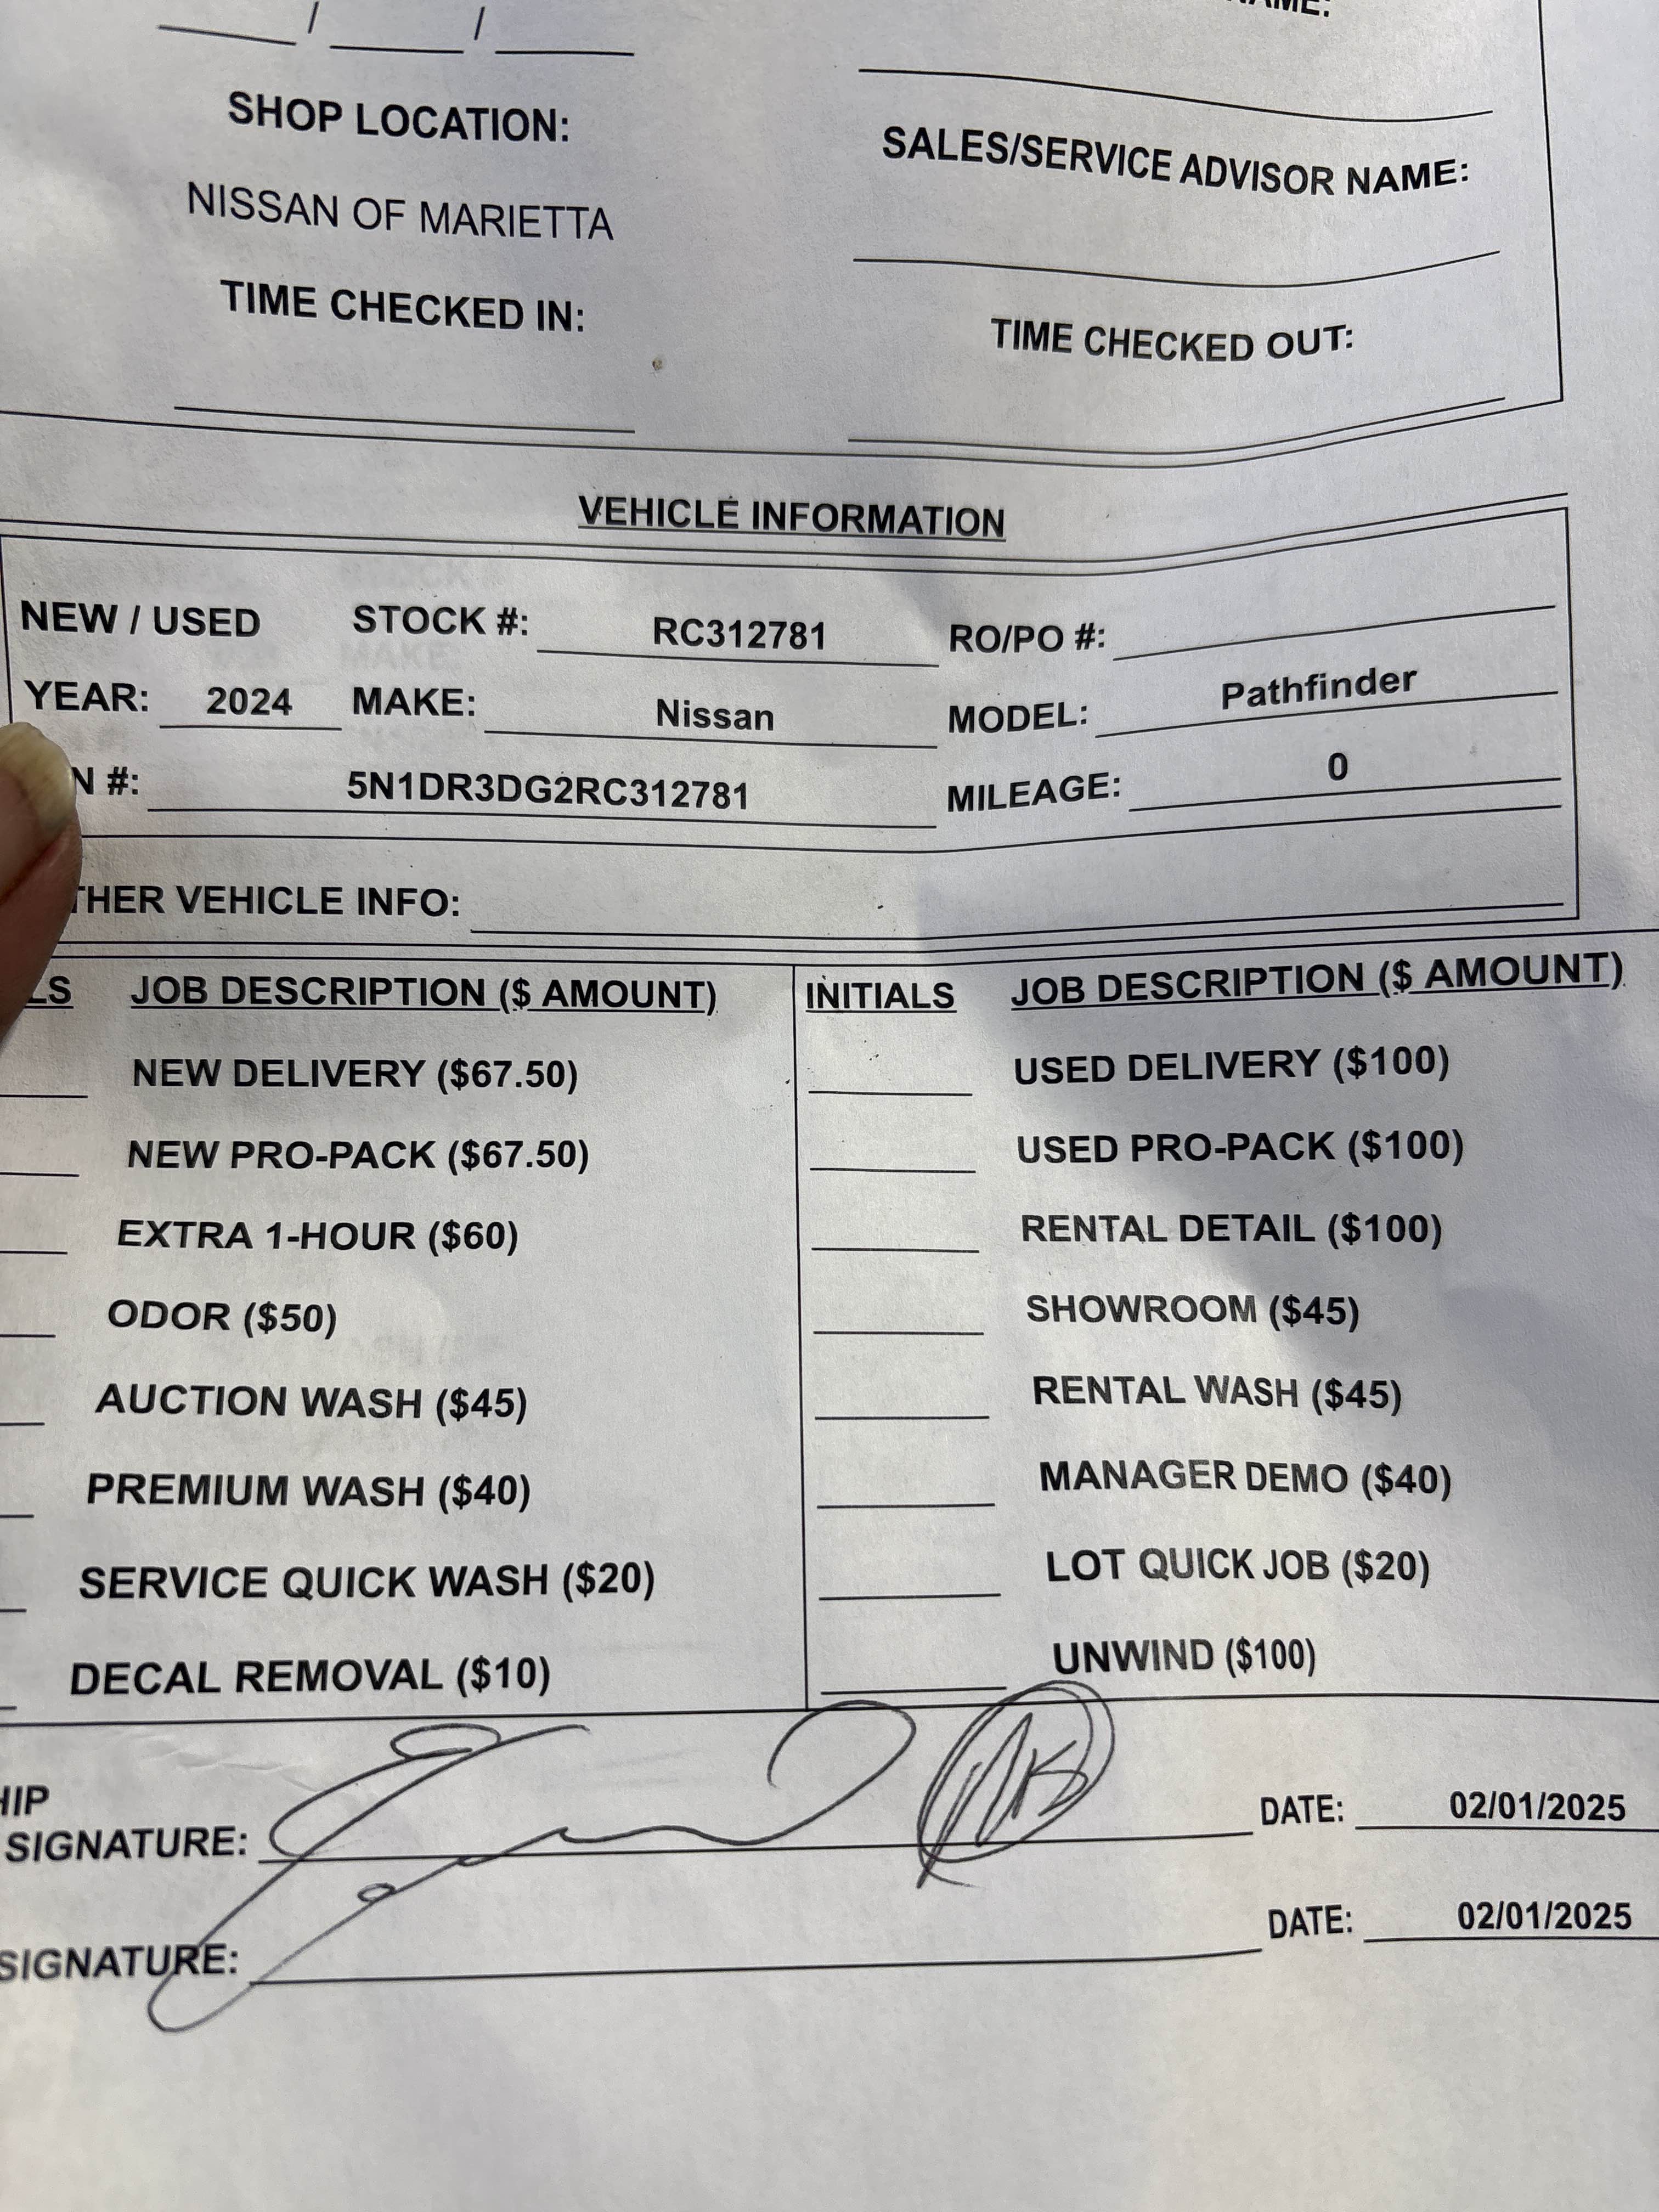 / /
SHOP LOCATION:
NISSAN OF MARIETTA
SALES/SERVICE ADVISOR NAME:
TIME CHECKED IN:
TIME CHECKED OUT:
VEHICLE INFORMATION
NEW / USED STOCK #: RC312781 RO/PO #:
YEAR: 2024 MAKE: Nissan MODEL: Pathfinder
N #: 5N1DR3DG2RC312781 MILEAGE: 0
THER VEHICLE INFO:
LS JOB DESCRIPTION ($ AMOUNT) INITIALS JOB DESCRIPTION ($ AMOUNT)
NEW DELIVERY ($67.50) USED DELIVERY ($100)
NEW PRO-PACK ($67.50) USED PRO-PACK ($100)
EXTRA 1-HOUR ($60) RENTAL DETAIL ($100)
ODOR ($50) SHOWROOM ($45)
AUCTION WASH ($45) RENTAL WASH ($45)
PREMIUM WASH ($40) MANAGER DEMO ($40)
SERVICE QUICK WASH ($20) LOT QUICK JOB ($20)
DECAL REMOVAL ($10) UNWIND ($100)
HIP
SIGNATURE: DATE: 02/01/2025
SIGNATURE: DATE: 02/01/2025